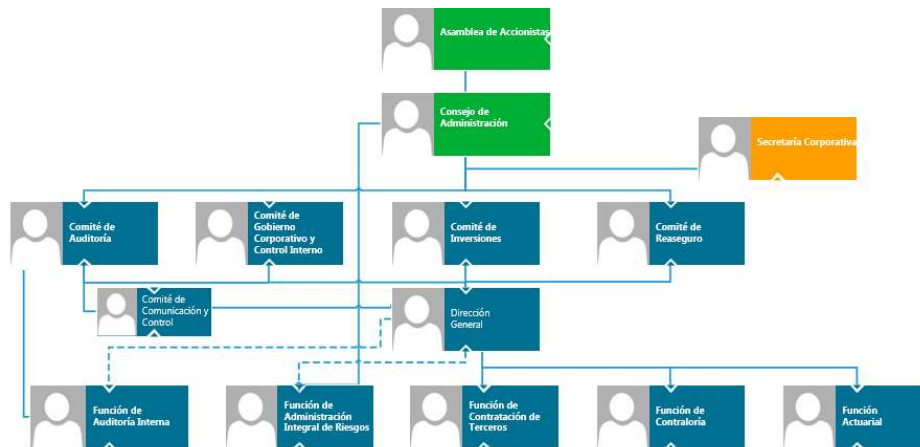 Asamblea de Accionistas
Consejo de
Administración
Secretaría Corporativa
Comité de
Auditoría
Comité de
Gobierno
Corporativo y
Control Interno
Comité de
Inversiones
Comité de
Reaseguro
Comité de
Comunicación y
Control
Dirección
General
Función de
Auditoría Interna
Función de
Administración
Integral de Riesgos
Función de
Contratación de
Terceros
Función de
Contraloría
Función
Actuarial